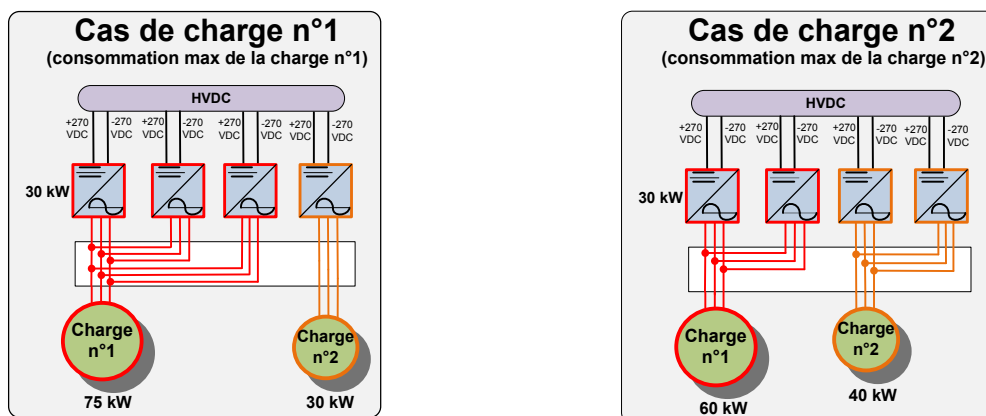 Cas de charge n°1
(consommation max de la charge n°1)
HVDC
+270 VDC
-270 VDC
+270 VDC
-270 VDC
+270 VDC
-270 VDC
+270 VDC
-270 VDC
30 kW
Charge
n°1
Charge
n°2
75 kW
30 kW
Cas de charge n°2
(consommation max de la charge n°2)
HVDC
+270 VDC
-270 VDC
+270 VDC
-270 VDC
+270 VDC
-270 VDC
+270 VDC
-270 VDC
30 kW
Charge
n°1
Charge
n°2
60 kW
40 kW